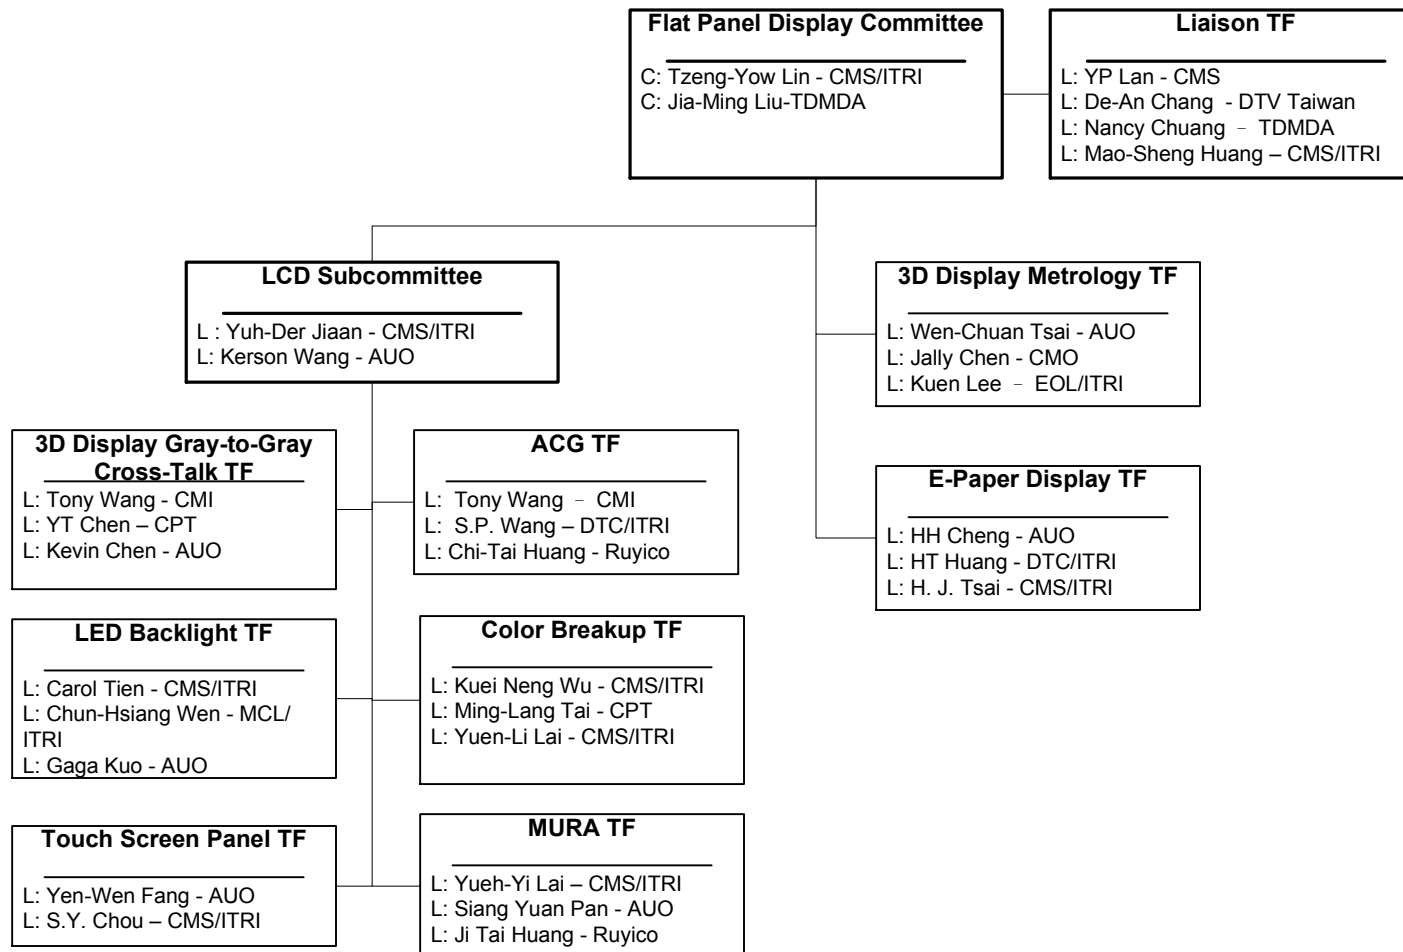 Flat Panel Display Committee
C: Tzeng-Yow Lin - CMS/ITRI
C: Jia-Ming Liu-TDMDA
Liaison TF
L: YP Lan - CMS
L: De-An Chang  - DTV Taiwan
L: Nancy Chuang  –  TDMDA
L: Mao-Sheng Huang – CMS/ITRI
LCD Subcommittee
L : Yuh-Der Jiaan - CMS/ITRI
L: Kerson Wang - AUO
3D Display Metrology TF
L: Wen-Chuan Tsai - AUO
L: Jally Chen - CMO
L: Kuen Lee  –  EOL/ITRI
3D Display Gray-to-Gray
Cross-Talk TF
L: Tony Wang - CMI
L: YT Chen – CPT
L: Kevin Chen - AUO
ACG TF
L:  Tony Wang  –  CMI
L:  S.P. Wang – DTC/ITRI
L: Chi-Tai Huang - Ruyico
E-Paper Display TF
L: HH Cheng - AUO
L: HT Huang - DTC/ITRI
L: H. J. Tsai - CMS/ITRI
LED Backlight TF
L: Carol Tien - CMS/ITRI
L: Chun-Hsiang Wen - MCL/
ITRI
L: Gaga Kuo - AUO
Color Breakup TF
L: Kuei Neng Wu - CMS/ITRI
L: Ming-Lang Tai - CPT
L: Yuen-Li Lai - CMS/ITRI
Touch Screen Panel TF
L: Yen-Wen Fang - AUO
L: S.Y. Chou – CMS/ITRI
MURA TF
L: Yueh-Yi Lai – CMS/ITRI
L: Siang Yuan Pan - AUO
L: Ji Tai Huang - Ruyico